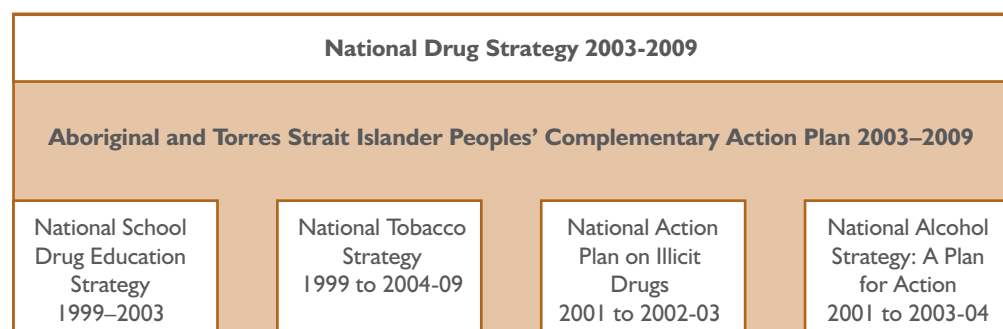 National Drug Strategy 2003-2009
Aboriginal and Torres Strait Islander Peoples’ Complementary Action Plan 2003–2009
National School
Drug Education
Strategy
1999–2003
National Tobacco
Strategy
1999 to 2004-09
National Action
Plan on Illicit
Drugs
2001 to 2002-03
National Alcohol
Strategy: A Plan
for Action
2001 to 2003-04